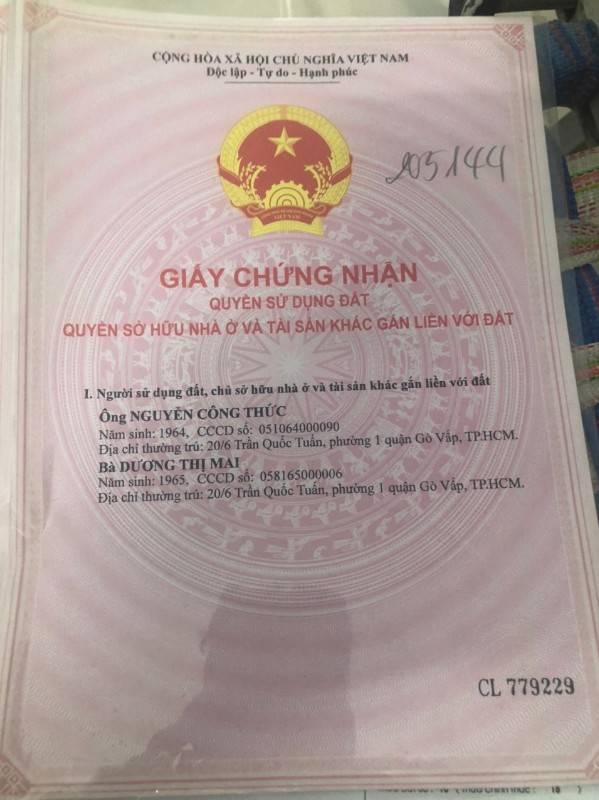 CỘNG HÒA XÃ HỘI CHỦ NGHĨA VIỆT NAM
Độc lập - Tự do - Hạnh phúc
205144
VIỆT NAM
GIẤY CHỨNG NHẬN
QUYỀN SỬ DỤNG ĐẤT
QUYỀN SỞ HỮU NHÀ Ở VÀ TÀI SẢN KHÁC GẮN LIỀN VỚI ĐẤT
I. Người sử dụng đất, chủ sở hữu nhà ở và tài sản khác gắn liền với đất
Ông NGUYỄN CÔNG THỨC
Năm sinh: 1964, CCCD số: 051064000090
Địa chỉ thường trú: 20/6 Trần Quốc Tuấn, phường 1 quận Gò Vấp, TP.HCM.
Bà DƯƠNG THỊ MAI
Năm sinh: 1965, CCCD số: 058165000006
Địa chỉ thường trú: 20/6 Trần Quốc Tuấn, phường 1 quận Gò Vấp, TP.HCM.
CL 779229